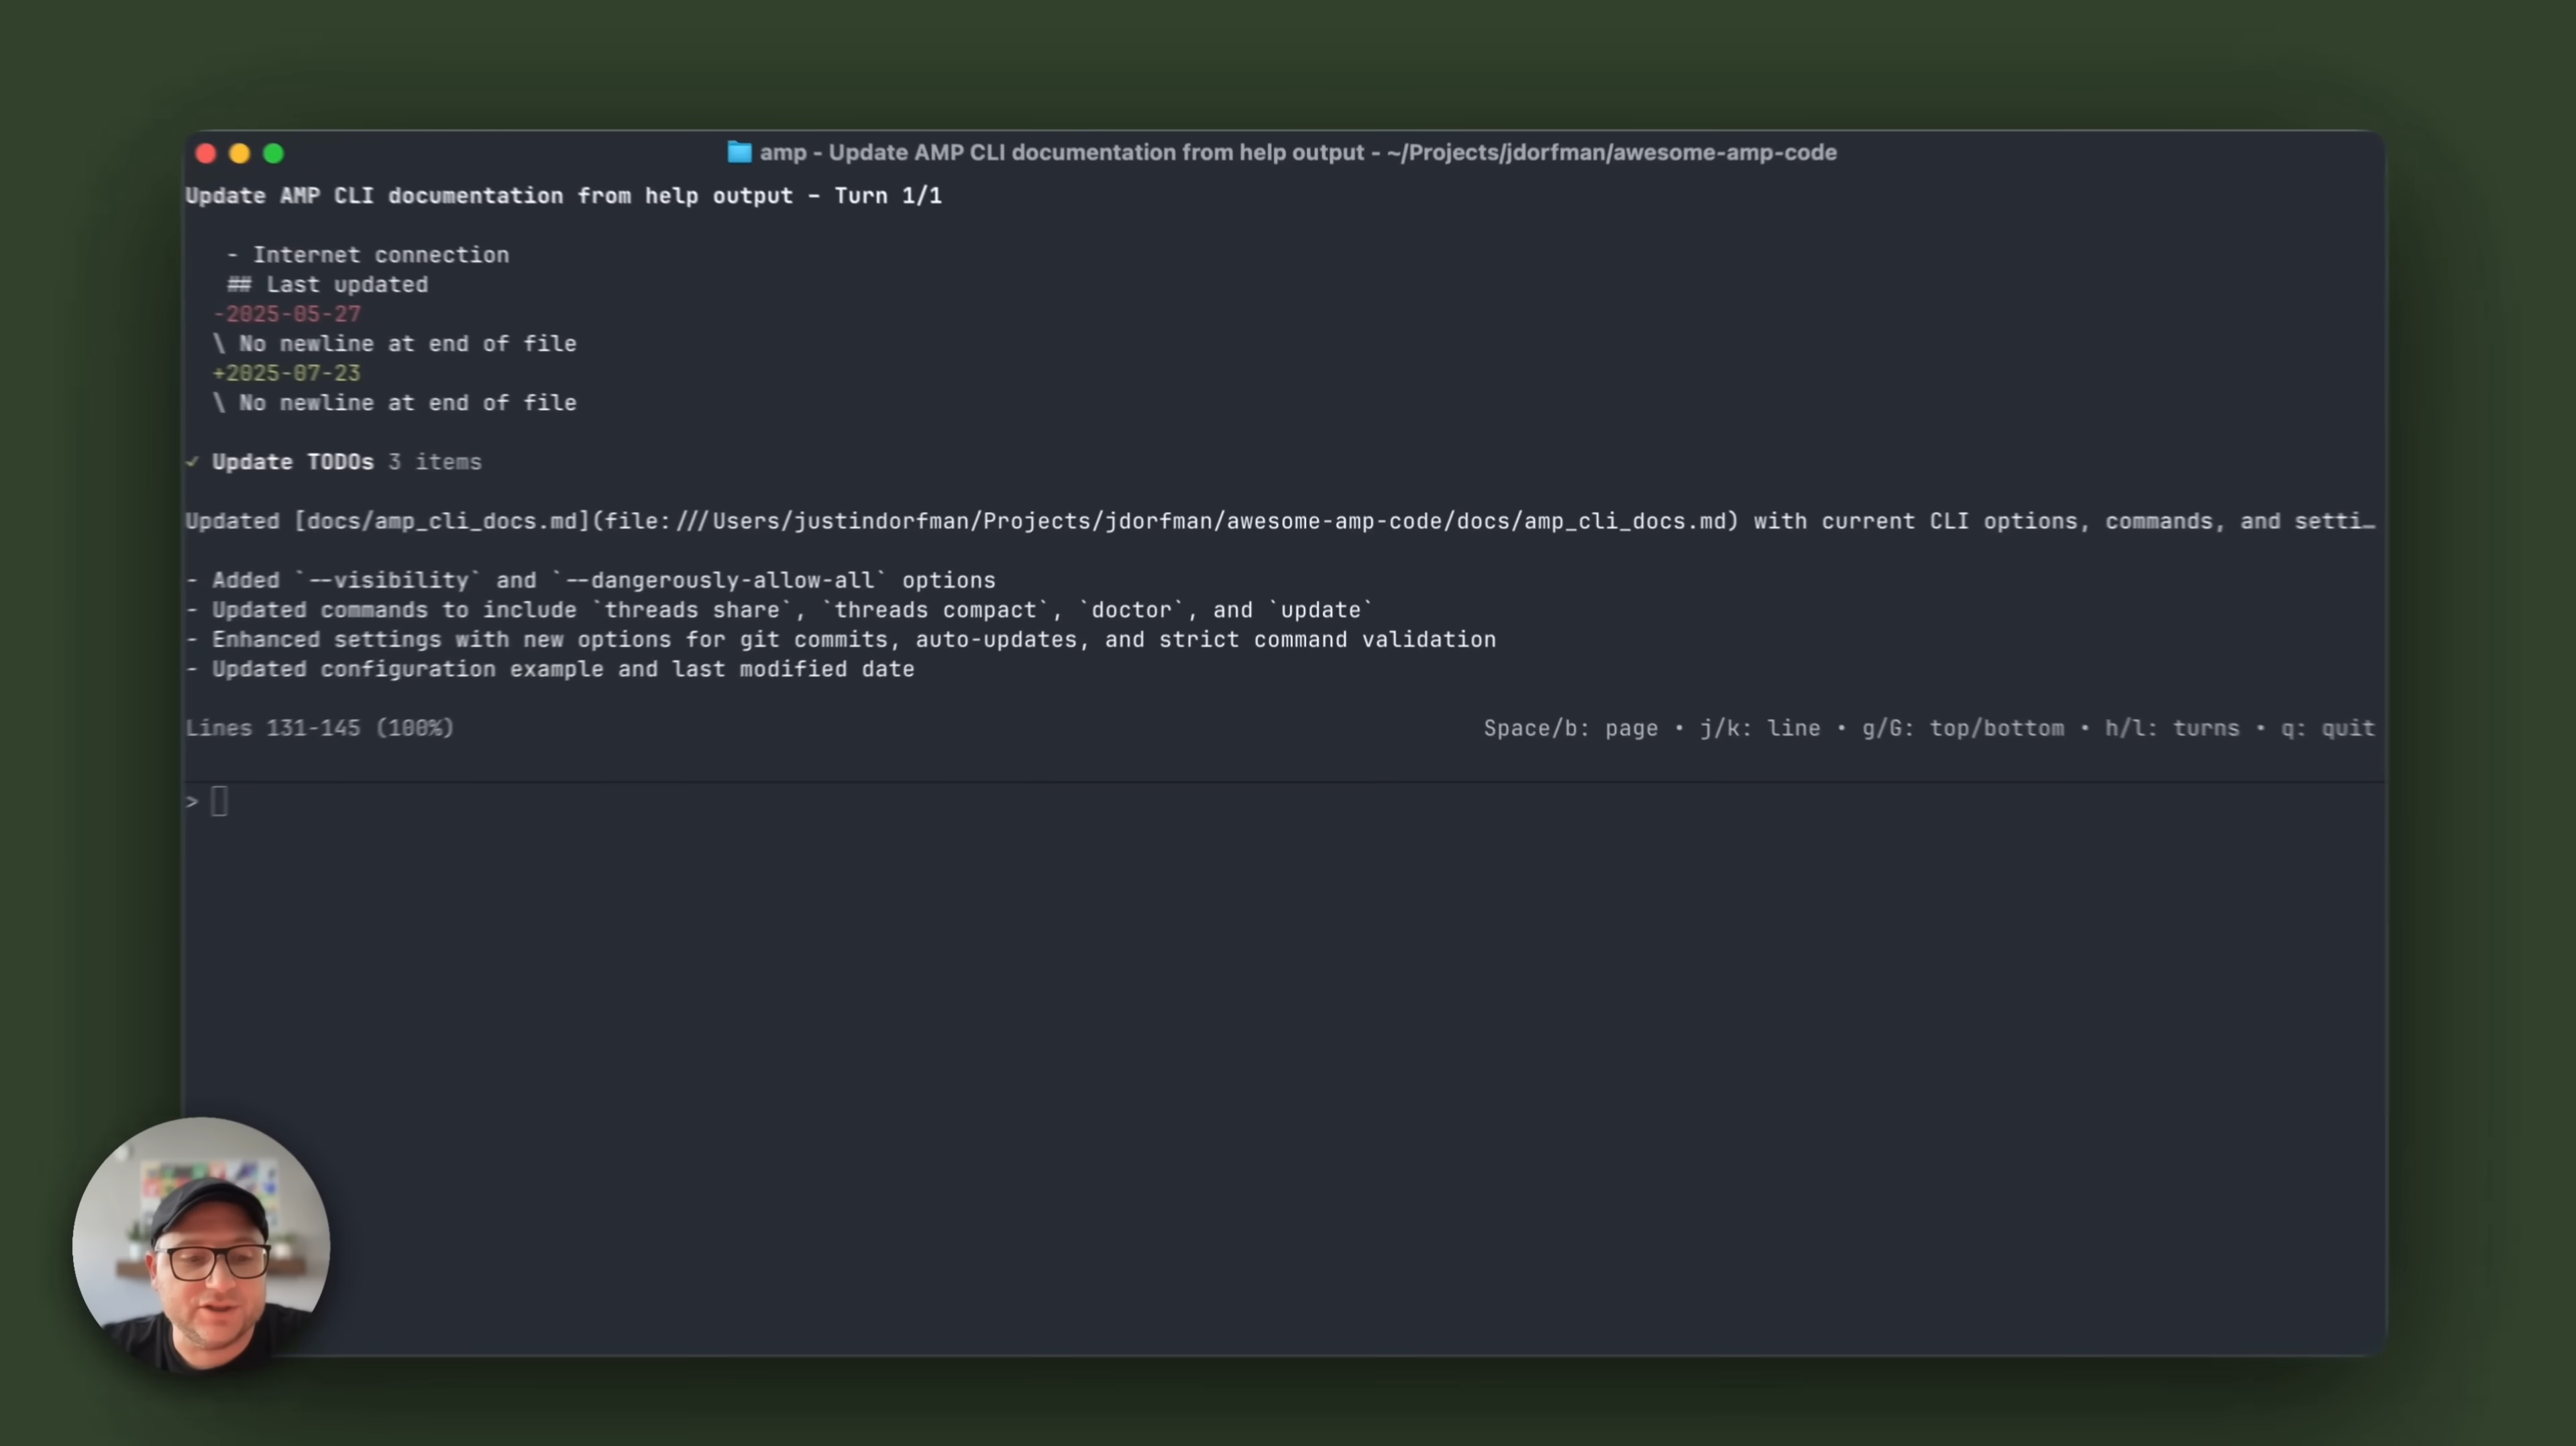 amp - Update AMP CLI documentation from help output - ~/Projects/jdorfman/awesome-amp-code
Update AMP CLI documentation from help output - Turn 1/1
- Internet connection
## Last updated
-2025-05-27
\ No newline at end of file
+2025-07-23
\ No newline at end of file
✓ Update TODOs 3 items
Updated [docs/amp_cli_docs.md](file:///Users/justindorfman/Projects/jdorfman/awesome-amp-code/docs/amp_cli_docs.md) with current CLI options, commands, and setti…
- Added `--visibility` and `--dangerously-allow-all` options
- Updated commands to include `threads share`, `threads compact`, `doctor`, and `update`
- Enhanced settings with new options for git commits, auto-updates, and strict command validation
- Updated configuration example and last modified date
Lines 131-145 (100%) Space/b: page • j/k: line • g/G: top/bottom • h/l: turns • q: quit
>